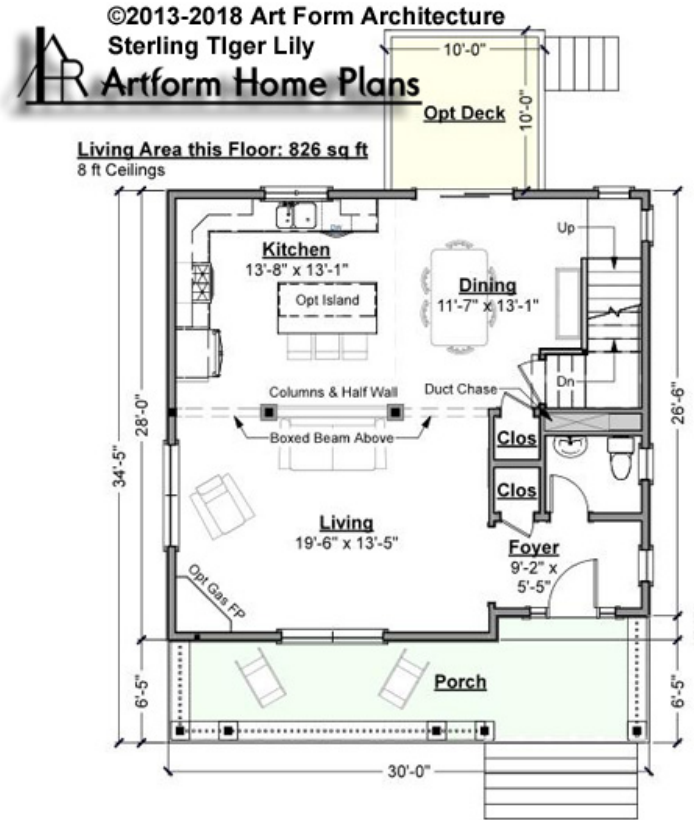 ©2013-2018 Art Form Architecture
Sterling TIger Lily
Artform Home Plans
AHR
10'-0"
10'-0"
Opt Deck
Living Area this Floor: 826 sq ft
8 ft Ceilings
DW
Kitchen
13'-8" x 13'-1"
Opt Island
Up
Dining
11'-7" x 13'-1"
Dn
Columns & Half Wall
Duct Chase
Boxed Beam Above
Clos
Clos
28'-0"
34'-5"
26'-6"
Living
19'-6" x 13'-5"
Foyer
9'-2" x
5'-5"
Opt Gas FP
Porch
6'-5"
6'-5"
30'-0"